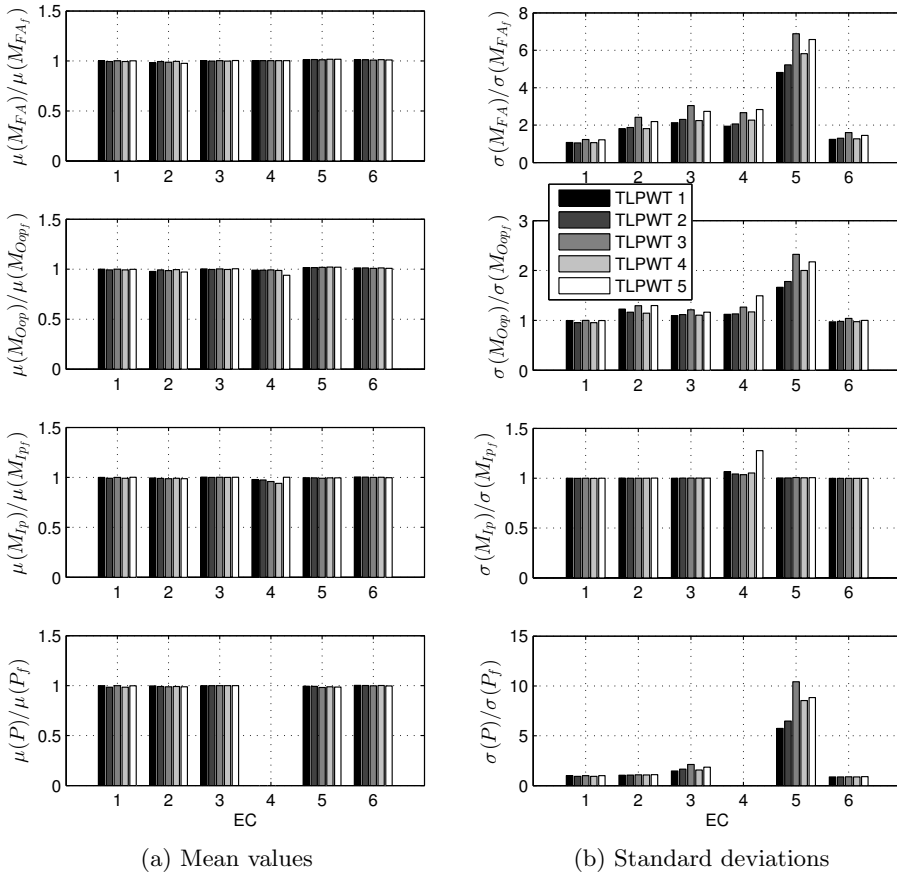 1.5
1
0.5
0
μ(M_FA)/μ(M_FA_f)
1 2 3 4 5 6
1.5
1
0.5
0
μ(M_Oop)/μ(M_Oop_f)
1 2 3 4 5 6
1.5
1
0.5
0
μ(M_Ip)/μ(M_Ip_f)
1 2 3 4 5 6
1.5
1
0.5
0
μ(P)/μ(P_f)
1 2 3 4 5 6
EC
(a) Mean values
8
6
4
2
0
σ(M_FA)/σ(M_FA_f)
1 2 3 4 5 6
TLPWT 1
TLPWT 2
TLPWT 3
TLPWT 4
TLPWT 5
3
2
1
0
σ(M_Oop)/σ(M_Oop_f)
1 2 3 4 5 6
1.5
1
0.5
0
σ(M_Ip)/σ(M_Ip_f)
1 2 3 4 5 6
15
10
5
0
σ(P)/σ(P_f)
1 2 3 4 5 6
EC
(b) Standard deviations